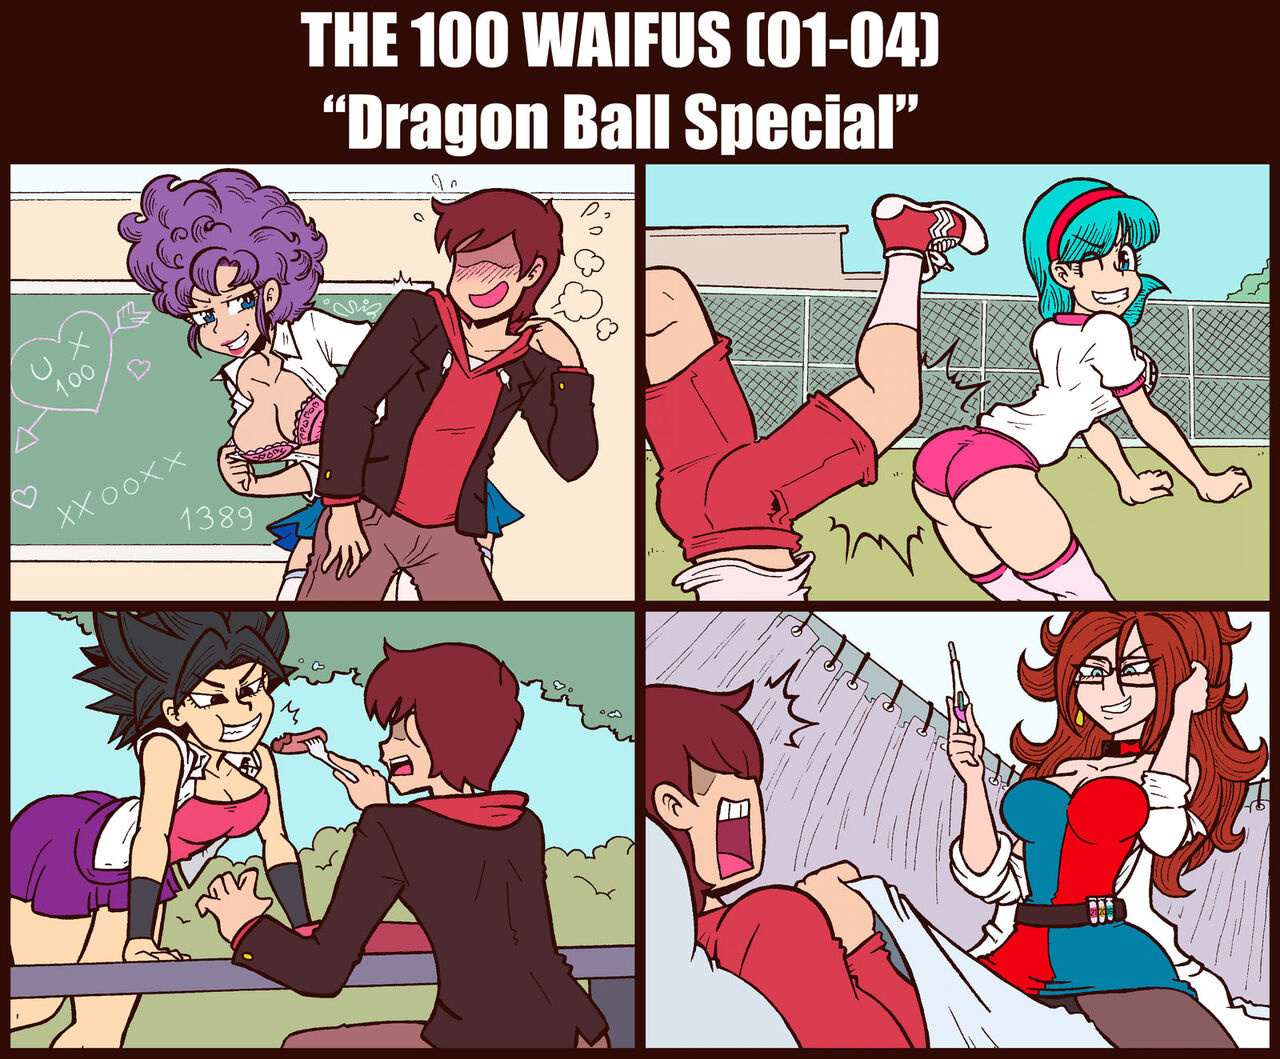 THE 100 WAIFUS (01-04)
“Dragon Ball Special”
U X
100
XXOOXX
1389